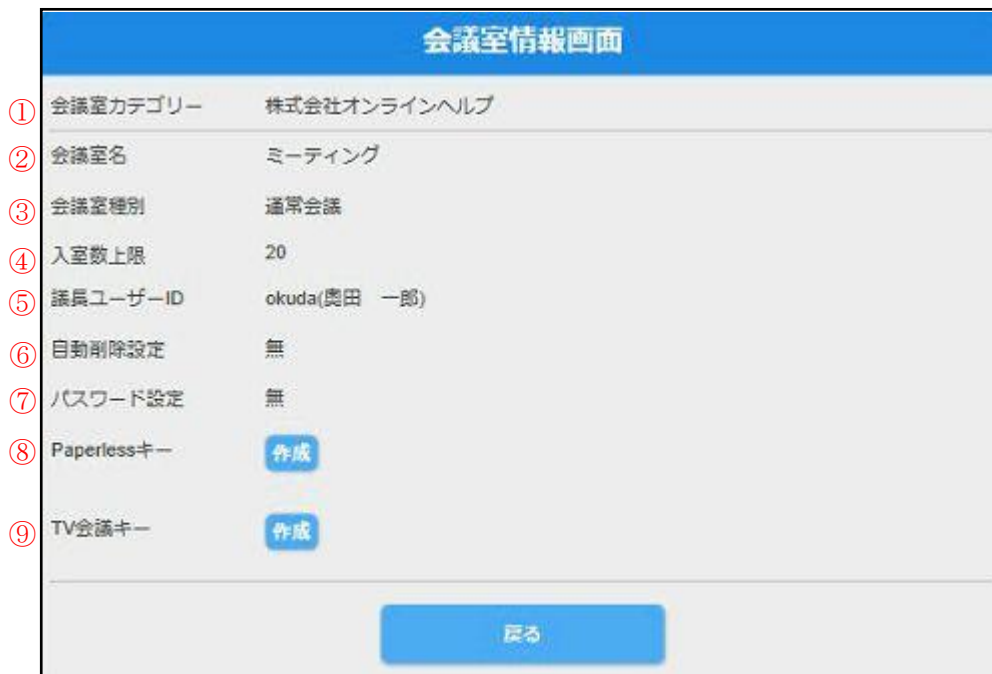 会議室情報画面
① 会議室カテゴリー 株式会社オンラインヘルプ
② 会議室名 ミーティング
③ 会議室種別 通常会議
④ 入室数上限 20
⑤ 議長ユーザーID okuda(奥田　一郎)
⑥ 自動削除設定 無
⑦ パスワード設定 無
⑧ Paperlessキー 作成
⑨ TV会議キー 作成
戻る